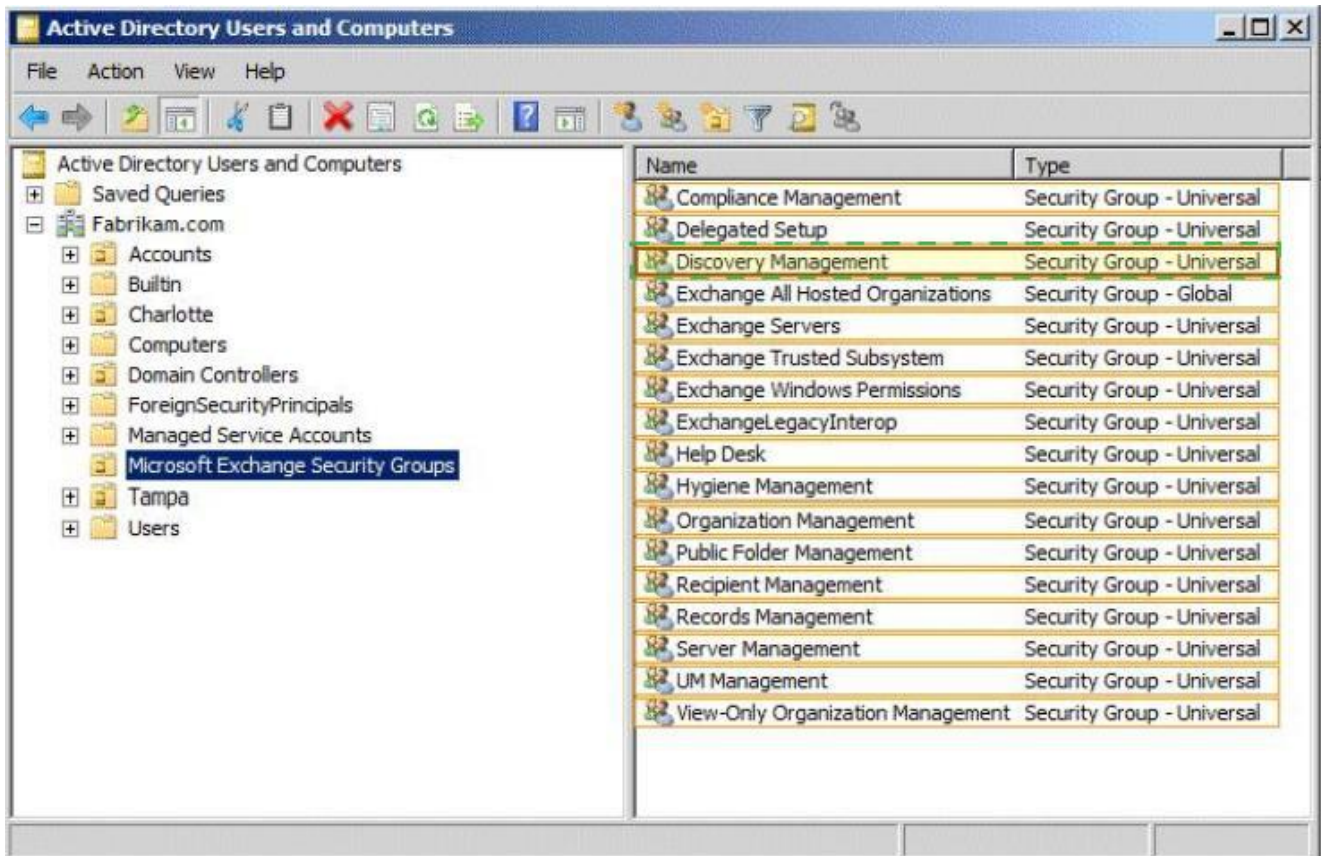 Active Directory Users and Computers
File Action View Help
Active Directory Users and Computers
Saved Queries
Fabrikam.com
Accounts
Builtin
Charlotte
Computers
Domain Controllers
ForeignSecurityPrincipals
Managed Service Accounts
Microsoft Exchange Security Groups
Tampa
Users
Name Type
Compliance Management Security Group - Universal
Delegated Setup Security Group - Universal
Discovery Management Security Group - Universal
Exchange All Hosted Organizations Security Group - Global
Exchange Servers Security Group - Universal
Exchange Trusted Subsystem Security Group - Universal
Exchange Windows Permissions Security Group - Universal
ExchangeLegacyInterop Security Group - Universal
Help Desk Security Group - Universal
Hygiene Management Security Group - Universal
Organization Management Security Group - Universal
Public Folder Management Security Group - Universal
Recipient Management Security Group - Universal
Records Management Security Group - Universal
Server Management Security Group - Universal
UM Management Security Group - Universal
View-Only Organization Management Security Group - Universal